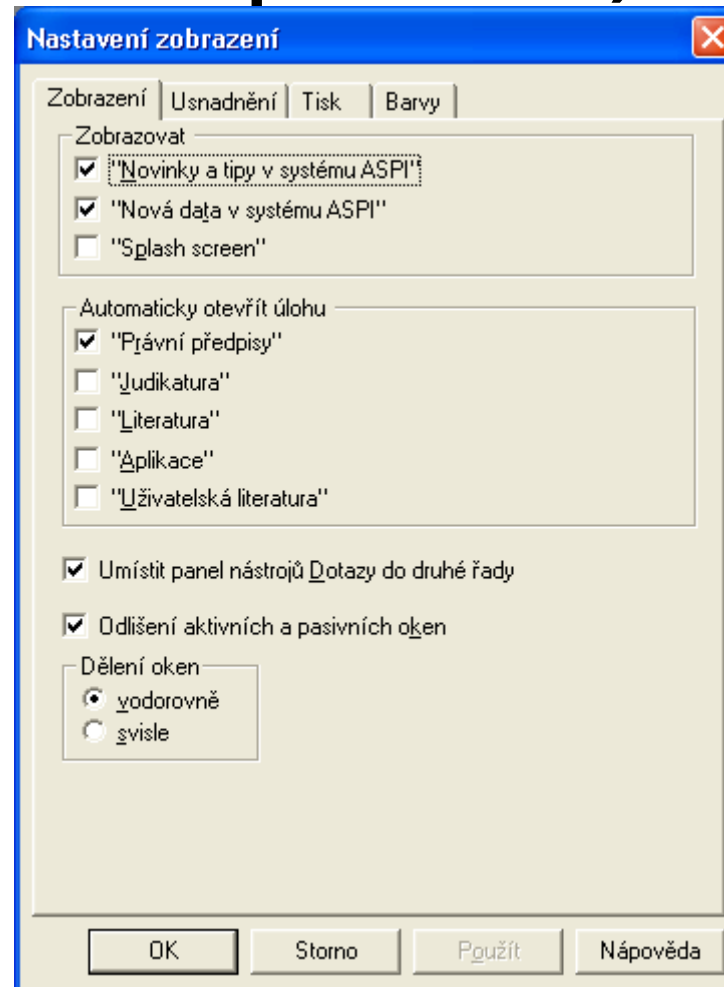 Nastavení zobrazení
Zobrazení Usnadnění Tisk Barvy
Zobrazovat
"Novinky a tipy v systému ASPI"
"Nová data v systému ASPI"
"Splash screen"
Automaticky otevřít úlohu
"Právní předpisy"
"Judikatura"
"Literatura"
"Aplikace"
"Uživatelská literatura"
Umístit panel nástrojů Dotazy do druhé řady
Odlišení aktivních a pasivních oken
Dělení oken
vodorovně
svisle
OK Storno Použít Nápověda